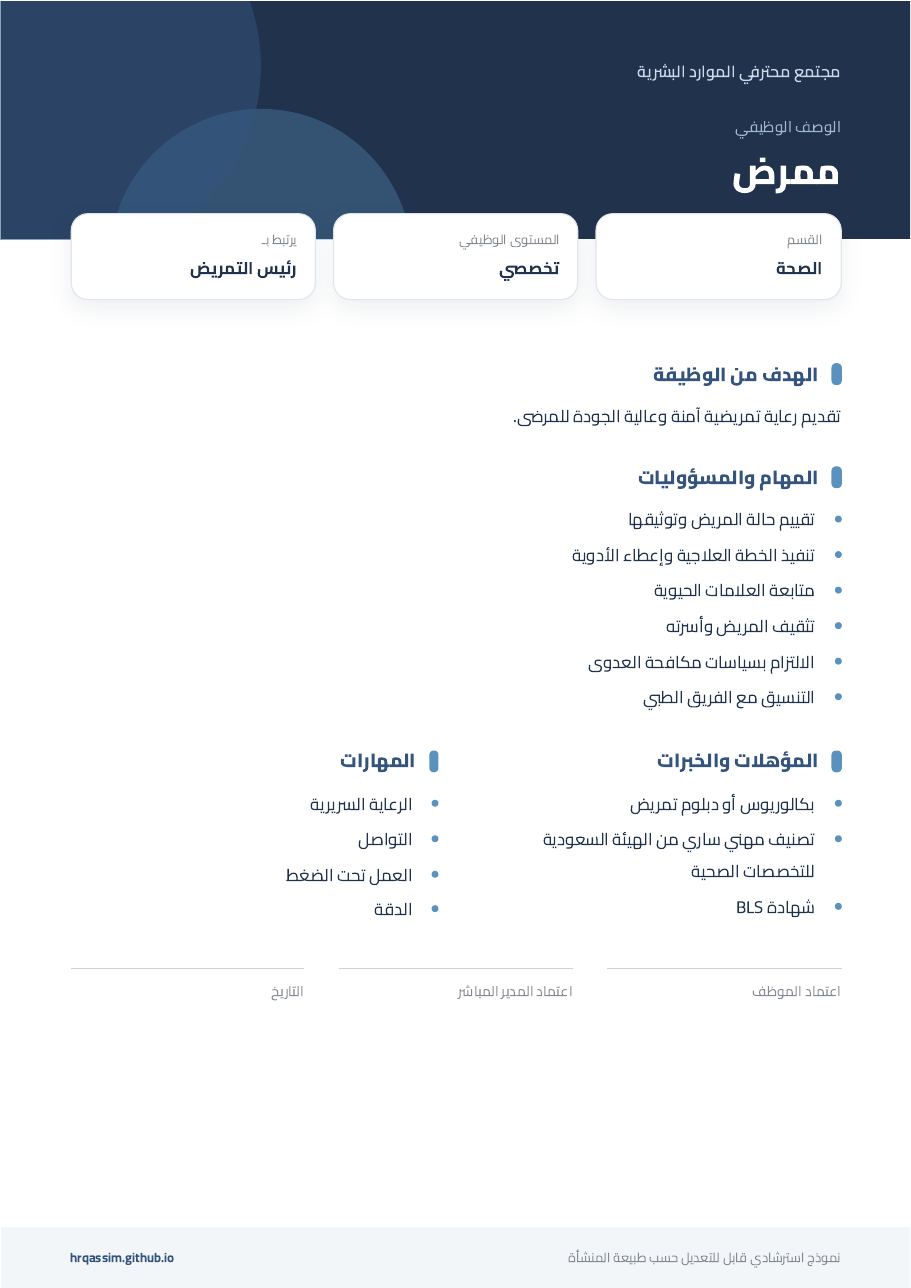 مجتمع محترفي الموارد البشرية
الوصف الوظيفي
ممرض
القسم
الصحة
المستوى الوظيفي
تخصصي
يرتبط بـ
رئيس التمريض
الهدف من الوظيفة
تقديم رعاية تمريضية آمنة وعالية الجودة للمرضى.
المهام والمسؤوليات
تقييم حالة المريض وتوثيقها
تنفيذ الخطة العلاجية وإعطاء الأدوية
متابعة العلامات الحيوية
تثقيف المريض وأسرته
الالتزام بسياسات مكافحة العدوى
التنسيق مع الفريق الطبي
المؤهلات والخبرات
بكالوريوس أو دبلوم تمريض
تصنيف مهني ساري من الهيئة السعودية
للتخصصات الصحية
شهادة BLS
المهارات
الرعاية السريرية
التواصل
العمل تحت الضغط
الدقة
اعتماد الموظف
اعتماد المدير المباشر
التاريخ
نموذج استرشادي قابل للتعديل حسب طبيعة المنشأة
hrqassim.github.io